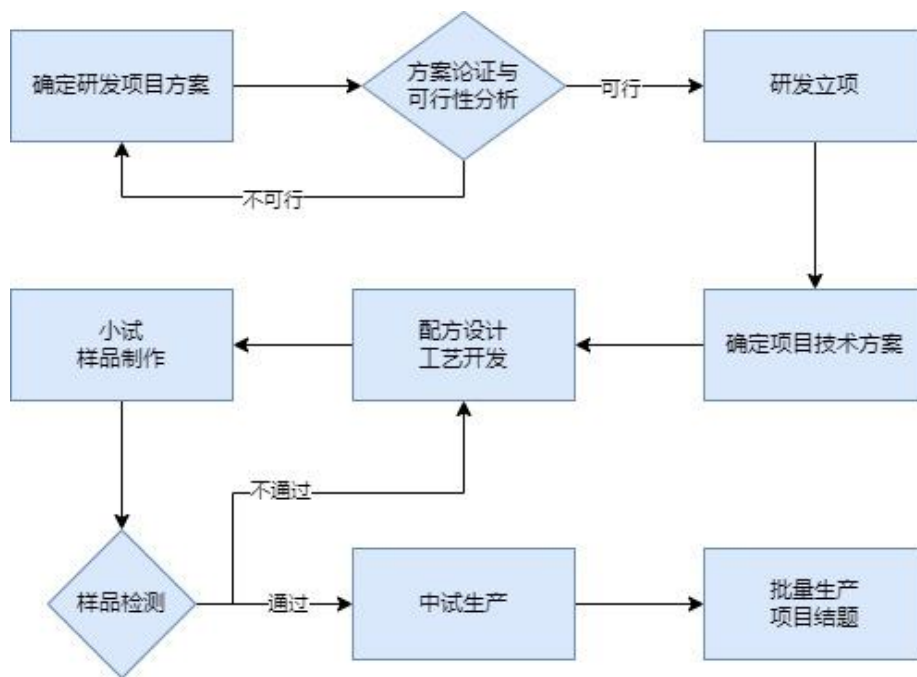 确定研发项目方案
方案论证与
可行性分析
可行
研发立项
不可行
小试
样品制作
配方设计
工艺开发
确定项目技术方案
不通过
样品检测
通过
中试生产
批量生产
项目结题